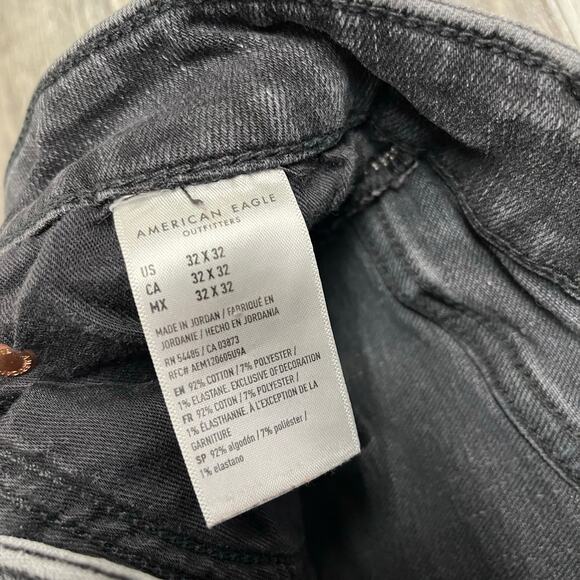 AMERICAN EAGLE
OUTFITTERS
US 32 X 32
CA 32 X 32
MX 32 X 32
MADE IN JORDAN / FABRIQUÉ EN
JORDANIE / HECHO EN JORDANIA
RN 54485 / CA 03873
RFC# AEM120605U9A
EN 92% COTTON / 7% POLYESTER /
1% ELASTANE. EXCLUSIVE OF DECORATION
FR 92% COTON / 7% POLYESTER /
1% ÉLASTHANNE. À L'EXCEPTION DE LA
GARNITURE
SP 92% algodón / 7% poliéster /
1% elastano